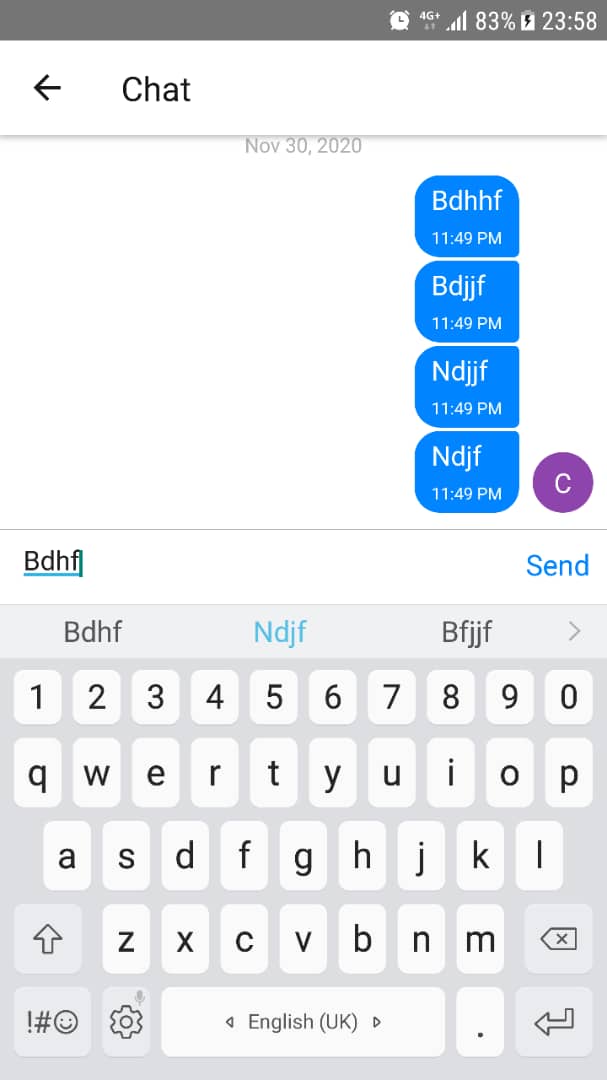 4G+ 83% 23:58
Chat
Nov 30, 2020
Bdhhf
11:49 PM
Bdjjf
11:49 PM
Ndjjf
11:49 PM
Ndjf
11:49 PM
C
Bdhf Send
Bdhf Ndjf Bfjjf
1 2 3 4 5 6 7 8 9 0
q w e r t y u i o p
a s d f g h j k l
z x c v b n m
!#☺ English (UK) .